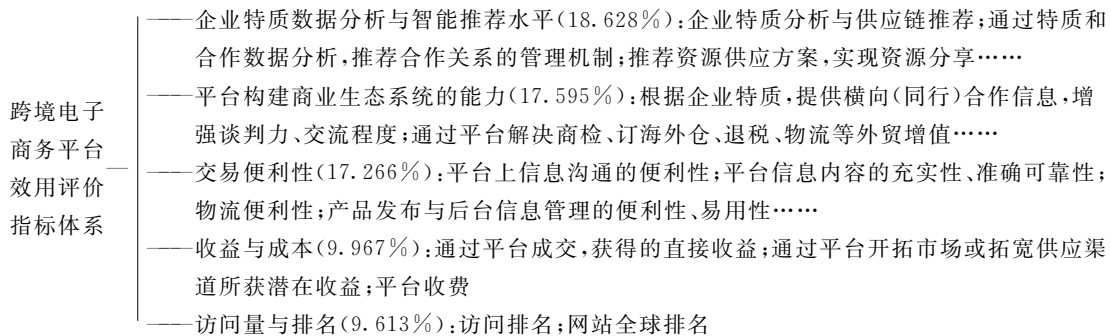 企业特质数据分析与智能推荐水平(18.628%):企业特质分析与供应链推荐;通过特质和
合作数据分析,推荐合作关系的管理机制;推荐资源供应方案,实现资源分享……
平台构建商业生态系统的能力(17.595%):根据企业特质,提供横向(同行)合作信息,增
强谈判力、交流程度;通过平台解决商检、订海外仓、退税、物流等外贸增值……
跨境电子
商务平台
效用评价
指标体系
交易便利性(17.266%):平台上信息沟通的便利性;平台信息内容的充实性、准确可靠性;
物流便利性;产品发布与后台信息管理的便利性、易用性……
收益与成本(9.967%):通过平台成交,获得的直接收益;通过平台开拓市场或拓宽供应渠
道所获潜在收益;平台收费
访问量与排名(9.613%):访问排名;网站全球排名